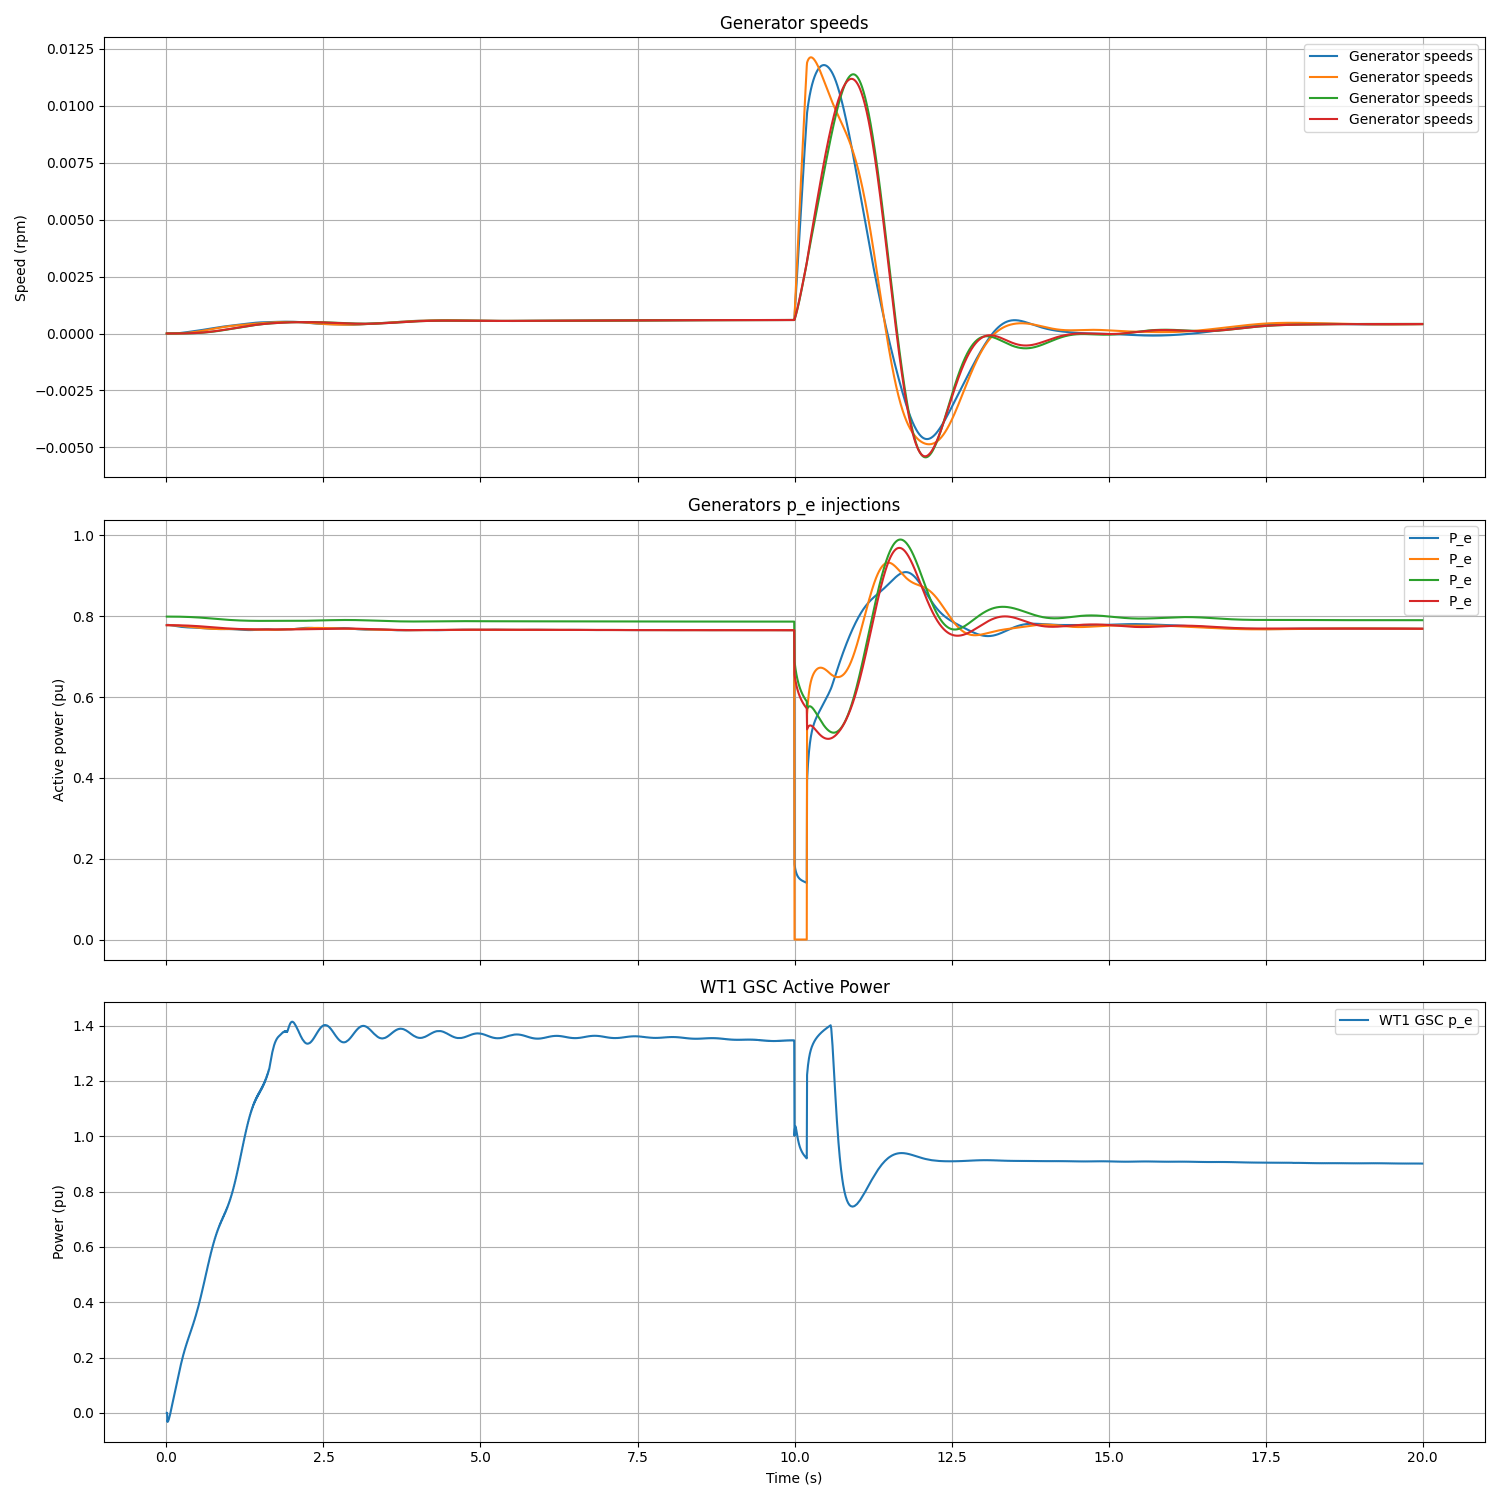 Generator speeds
0.0125
0.0100
0.0075
0.0050
0.0025
0.0000
−0.0025
−0.0050
Speed (rpm)
Generator speeds
Generator speeds
Generator speeds
Generator speeds
Generators p_e injections
1.0
0.8
0.6
0.4
0.2
0.0
Active power (pu)
P_e
P_e
P_e
P_e
WT1 GSC Active Power
1.4
1.2
1.0
0.8
0.6
0.4
0.2
0.0
Power (pu)
WT1 GSC p_e
0.0 2.5 5.0 7.5 10.0 12.5 15.0 17.5 20.0
Time (s)